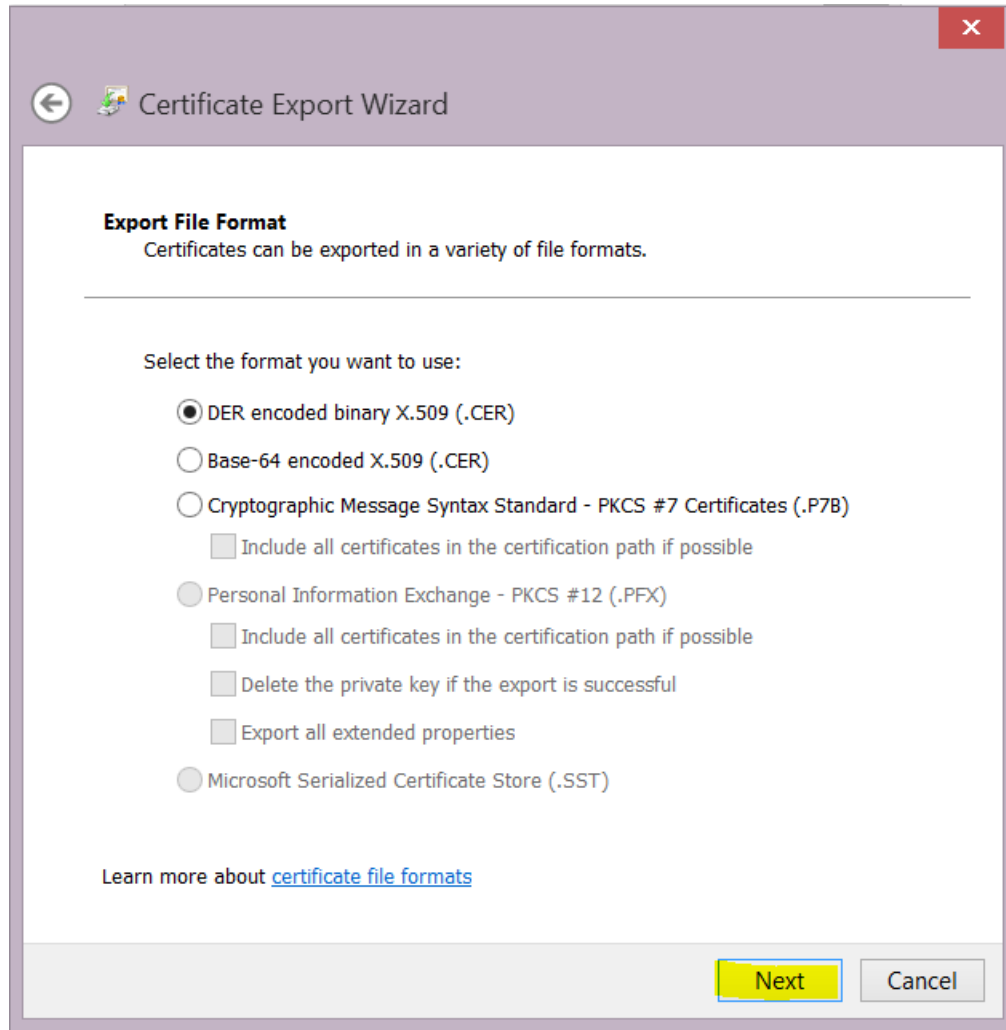 Certificate Export Wizard
Export File Format
Certificates can be exported in a variety of file formats.
Select the format you want to use:
DER encoded binary X.509 (.CER)
Base-64 encoded X.509 (.CER)
Cryptographic Message Syntax Standard - PKCS #7 Certificates (.P7B)
Include all certificates in the certification path if possible
Personal Information Exchange - PKCS #12 (.PFX)
Include all certificates in the certification path if possible
Delete the private key if the export is successful
Export all extended properties
Microsoft Serialized Certificate Store (.SST)
Learn more about certificate file formats
Next Cancel